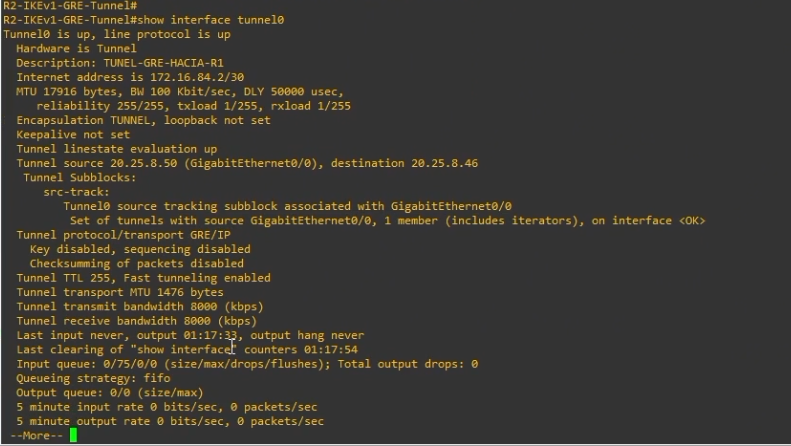 R2-IKEv1-GRE-Tunnel#
R2-IKEv1-GRE-Tunnel#show interface tunnel0
Tunnel0 is up, line protocol is up
  Hardware is Tunnel
  Description: TUNEL-GRE-HACIA-R1
  Internet address is 172.16.84.2/30
  MTU 17916 bytes, BW 100 Kbit/sec, DLY 50000 usec,
     reliability 255/255, txload 1/255, rxload 1/255
  Encapsulation TUNNEL, loopback not set
  Keepalive not set
  Tunnel linestate evaluation up
  Tunnel source 20.25.8.50 (GigabitEthernet0/0), destination 20.25.8.46
   Tunnel Subblocks:
      src-track:
         Tunnel0 source tracking subblock associated with GigabitEthernet0/0
          Set of tunnels with source GigabitEthernet0/0, 1 member (includes iterators), on interface <OK>
  Tunnel protocol/transport GRE/IP
    Key disabled, sequencing disabled
    Checksumming of packets disabled
  Tunnel TTL 255, Fast tunneling enabled
  Tunnel transport MTU 1476 bytes
  Tunnel transmit bandwidth 8000 (kbps)
  Tunnel receive bandwidth 8000 (kbps)
  Last input never, output 01:17:33, output hang never
  Last clearing of "show interface" counters 01:17:54
  Input queue: 0/75/0/0 (size/max/drops/flushes); Total output drops: 0
  Queueing strategy: fifo
  Output queue: 0/0 (size/max)
  5 minute input rate 0 bits/sec, 0 packets/sec
  5 minute output rate 0 bits/sec, 0 packets/sec
 --More--